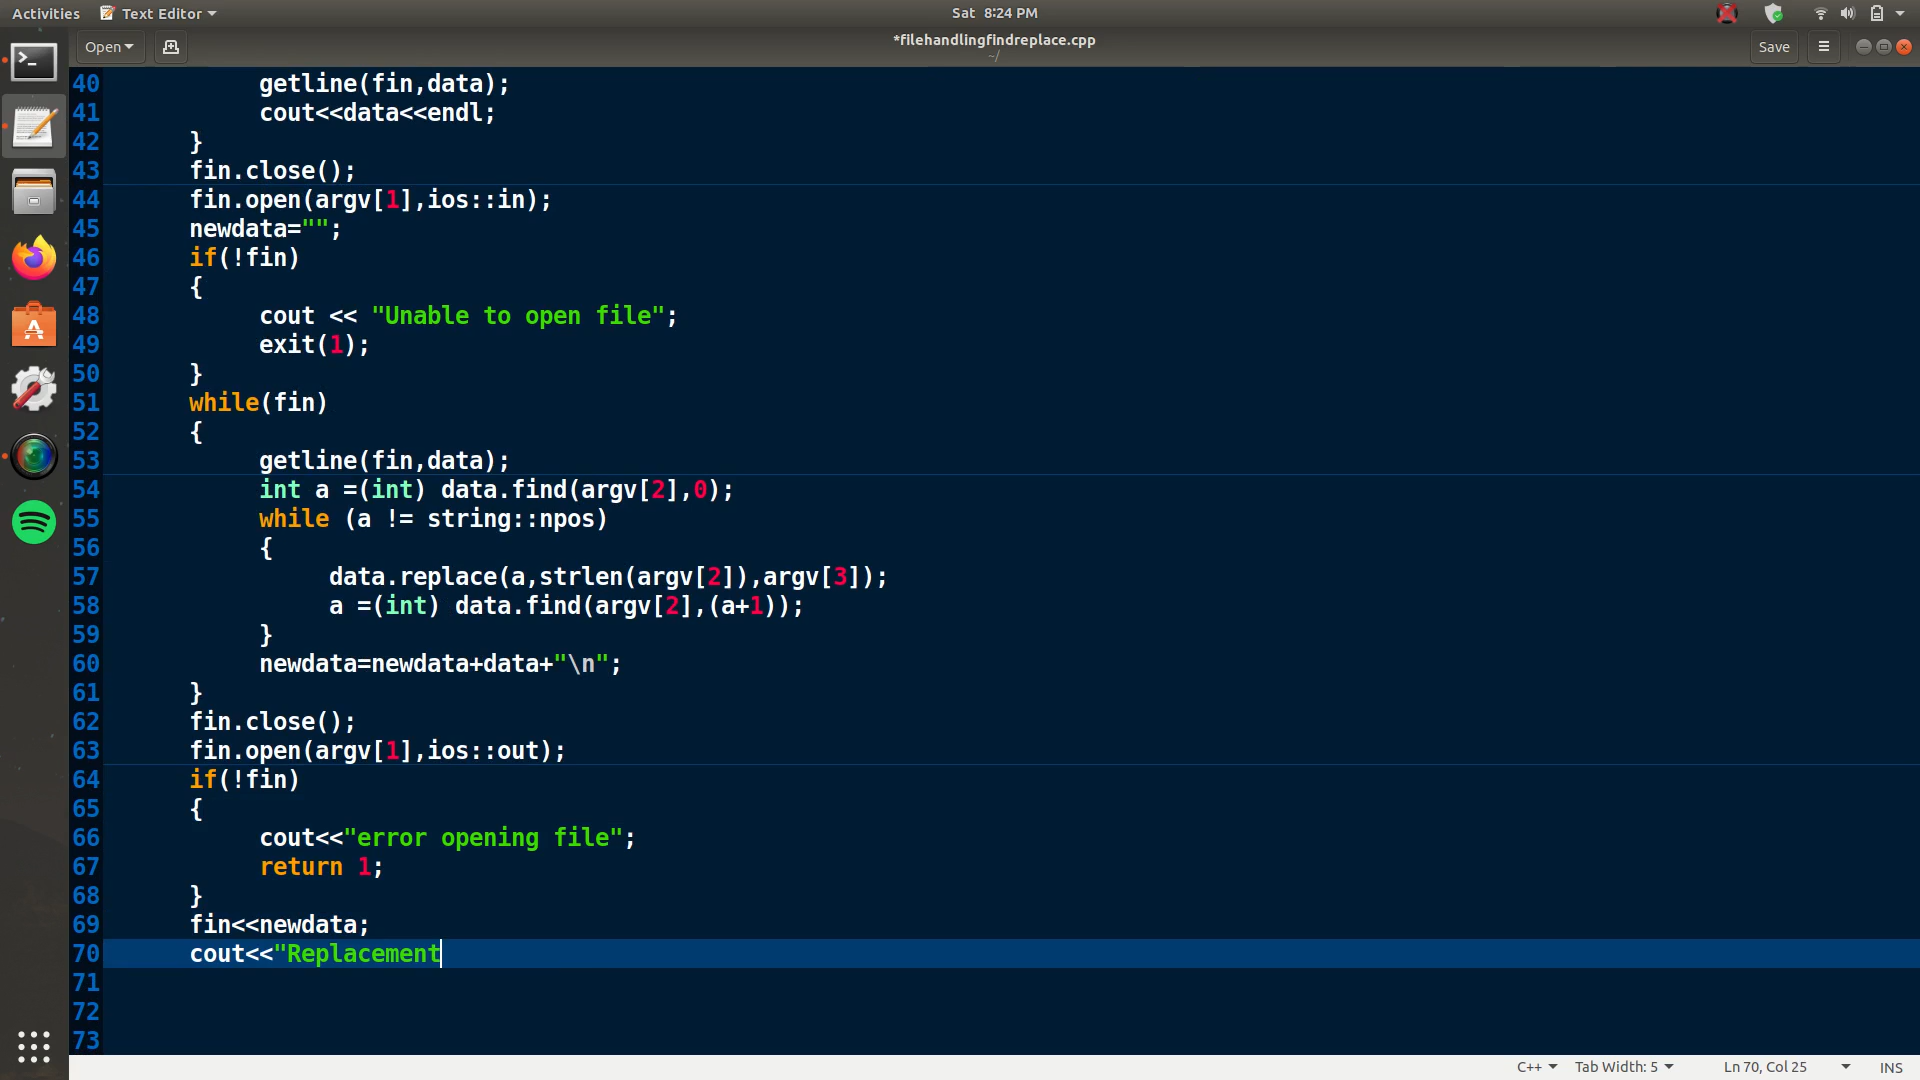 Activities Text Editor Sat 8:24 PM
Open *filehandlingfindreplace.cpp Save
~/
40 getline(fin,data);
41 cout<<data<<endl;
42 }
43 fin.close();
44 fin.open(argv[1],ios::in);
45 newdata="";
46 if(!fin)
47 {
48 cout << "Unable to open file";
49 exit(1);
50 }
51 while(fin)
52 {
53 getline(fin,data);
54 int a =(int) data.find(argv[2],0);
55 while (a != string::npos)
56 {
57 data.replace(a,strlen(argv[2]),argv[3]);
58 a =(int) data.find(argv[2],(a+1));
59 }
60 newdata=newdata+data+"\n";
61 }
62 fin.close();
63 fin.open(argv[1],ios::out);
64 if(!fin)
65 {
66 cout<<"error opening file";
67 return 1;
68 }
69 fin<<newdata;
70 cout<<"Replacement
71
72
73
C++ Tab Width: 5 Ln 70, Col 25 INS